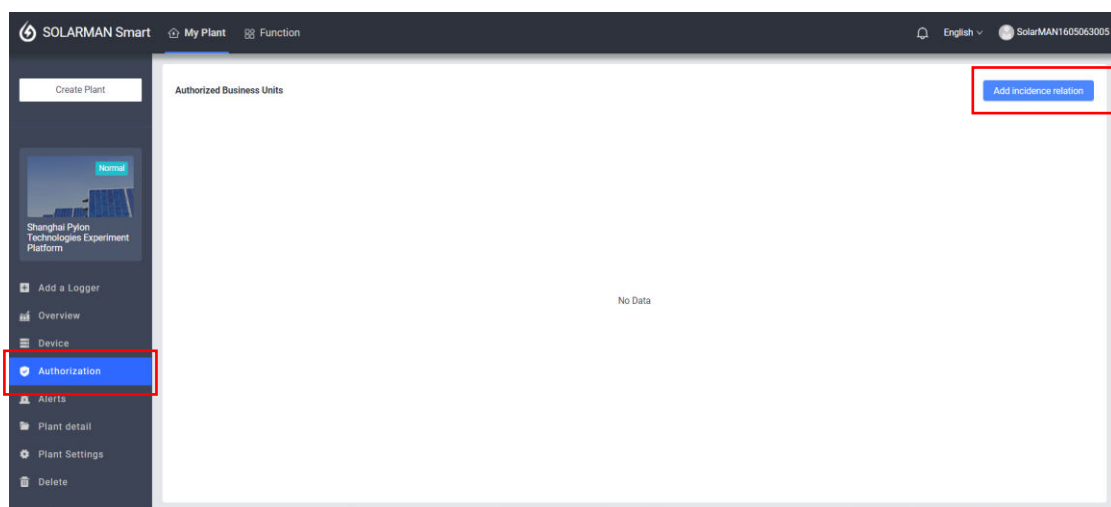 SOLARMAN Smart
My Plant
Function
English
SolarMAN1605063005
Create Plant
Authorized Business Units
Add incidence relation
Normal
Shanghai Pylon
Technologies Experiment
Platform
Add a Logger
Overview
Device
Authorization
Alerts
Plant detail
Plant Settings
Delete
No Data